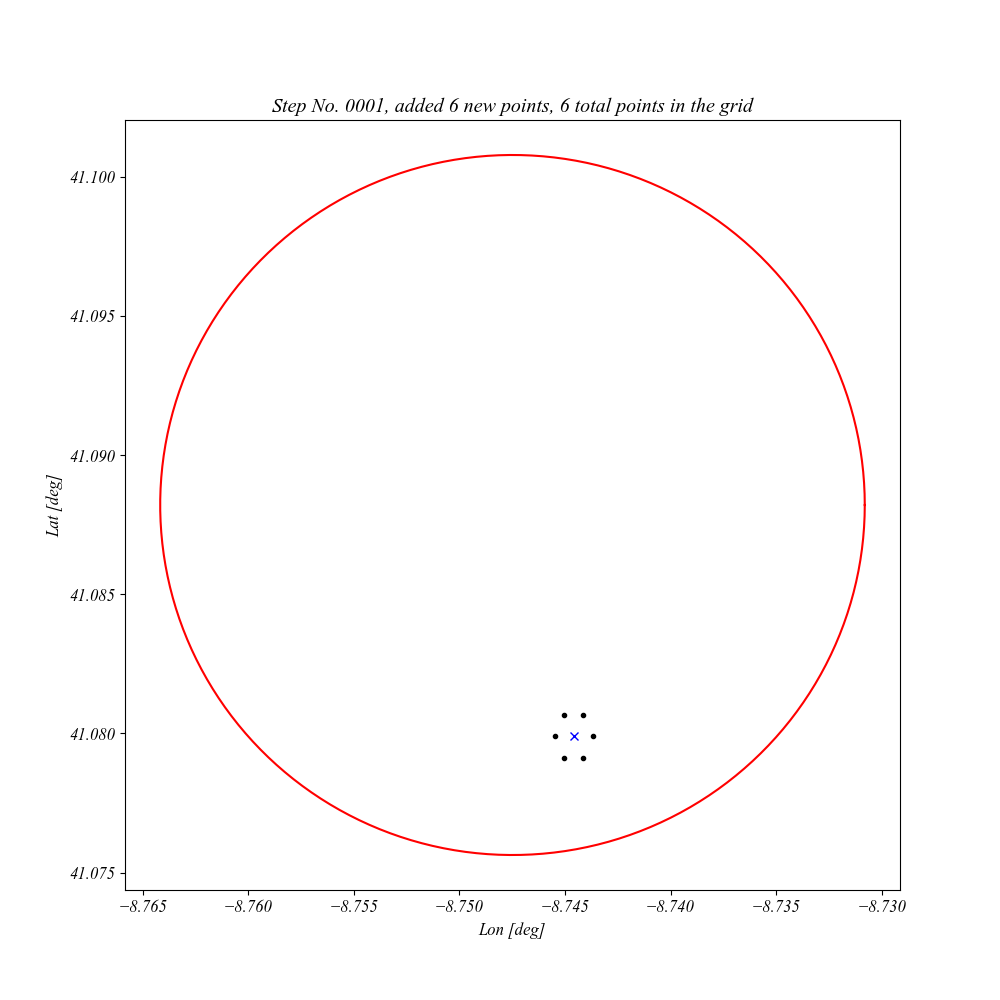 Step No. 0001, added 6 new points, 6 total points in the grid
41.100
41.095
41.090
41.085
41.080
41.075
Lat [deg]
−8.765 −8.760 −8.755 −8.750 −8.745 −8.740 −8.735 −8.730
Lon [deg]